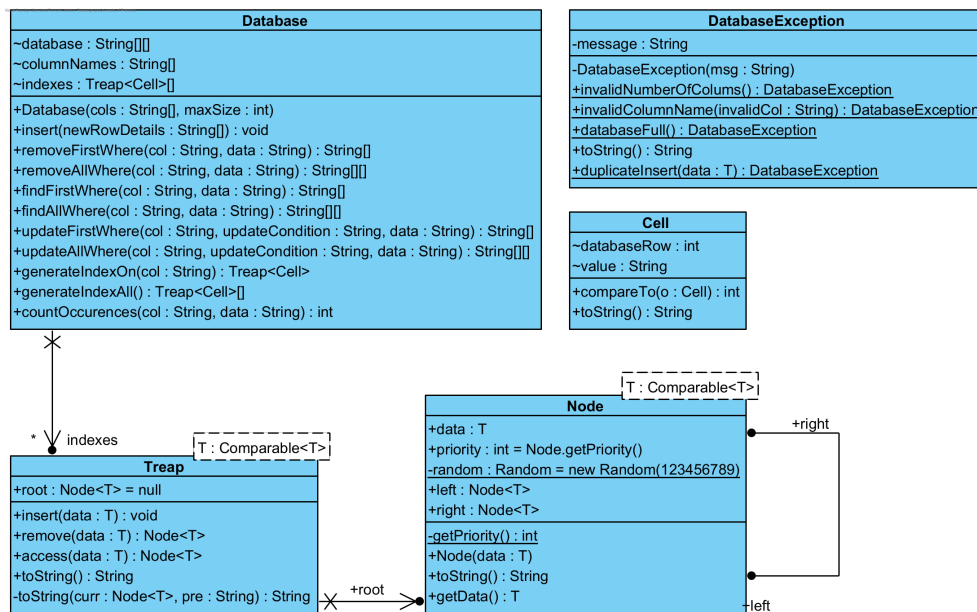 Database
~database : String[][]
~columnNames : String[]
~indexes : Treap<Cell>[]
+Database(cols : String[], maxSize : int)
+insert(newRowDetails : String[]) : void
+removeFirstWhere(col : String, data : String) : String[]
+removeAllWhere(col : String, data : String) : String[][]
+findFirstWhere(col : String, data : String) : String[]
+findAllWhere(col : String, data : String) : String[][]
+updateFirstWhere(col : String, updateCondition : String, data : String) : String[]
+updateAllWhere(col : String, updateCondition : String, data : String) : String[][]
+generateIndexOn(col : String) : Treap<Cell>
+generateIndexAll() : Treap<Cell>[]
+countOccurences(col : String, data : String) : int
DatabaseException
-message : String
-DatabaseException(msg : String)
+invalidNumberOfColums() : DatabaseException
+invalidColumnName(invalidCol : String) : DatabaseException
+databaseFull() : DatabaseException
+toString() : String
+duplicateInsert(data : T) : DatabaseException
Cell
~databaseRow : int
~value : String
+compareTo(o : Cell) : int
+toString() : String
* indexes
T : Comparable<T>
Treap
+root : Node<T> = null
+insert(data : T) : void
+remove(data : T) : Node<T>
+access(data : T) : Node<T>
+toString() : String
-toString(curr : Node<T>, pre : String) : String
+root
T : Comparable<T>
Node
+data : T
+priority : int = Node.getPriority()
-random : Random = new Random(123456789)
+left : Node<T>
+right : Node<T>
-getPriority() : int
+Node(data : T)
+toString() : String
+getData() : T
+right
+left